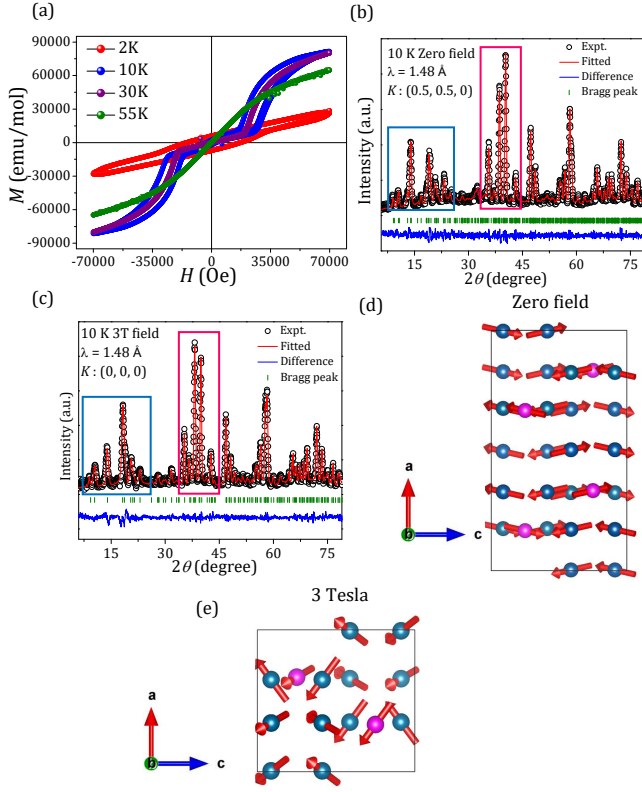 (a)
90000
60000
30000
0
-30000
-60000
-90000
M (emu/mol)
2K
10K
30K
55K
-70000 -35000 0 35000 70000
H (Oe)
(b)
10 K Zero field
λ = 1.48 Å
K : (0.5, 0.5, 0)
Expt.
Fitted
Difference
Bragg peak
Intensity (a.u.)
15 30 45 60 75
2θ (degree)
(c)
10 K 3T field
λ = 1.48 Å
K : (0, 0, 0)
Expt.
Fitted
Difference
Bragg peak
Intensity (a.u.)
15 30 45 60 75
2θ (degree)
(d)
Zero field
a
b
c
(e)
3 Tesla
a
b
c